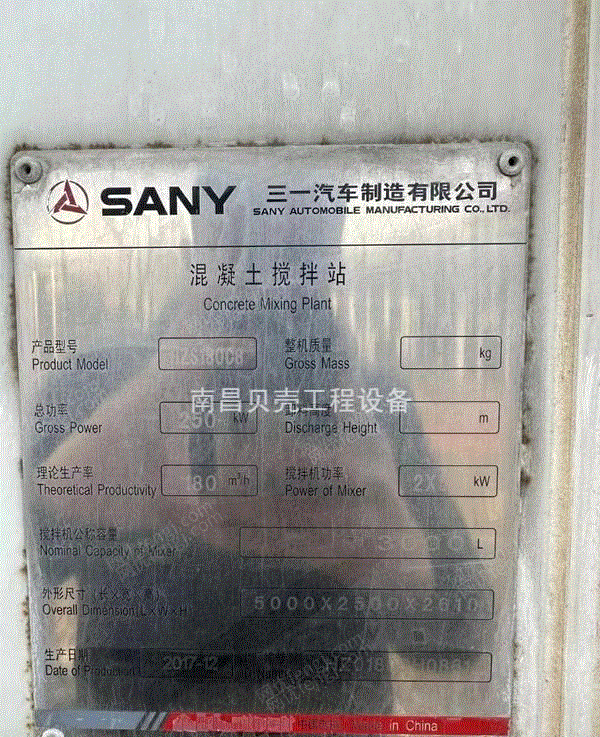 SANY 三一汽车制造有限公司
SANY AUTOMOBILE MANUFACTURING CO., LTD.
混凝土搅拌站
Concrete Mixing Plant
产品型号 HZS180C8 整机质量 kg
Product Model Gross Mass
南昌贝壳工程设备
总功率 250 kW m
Gross Power Discharge Height
理论生产率 m³/h 搅拌机功率 kW
Theoretical Productivity Power of Mixer
搅拌机公称容量 L
Nominal Capacity of Mixer
外形尺寸（长×宽×高） 5000X2500X2610
Overall Dimension(L×W×H)
生产日期 2017-12
Date of Production
in China